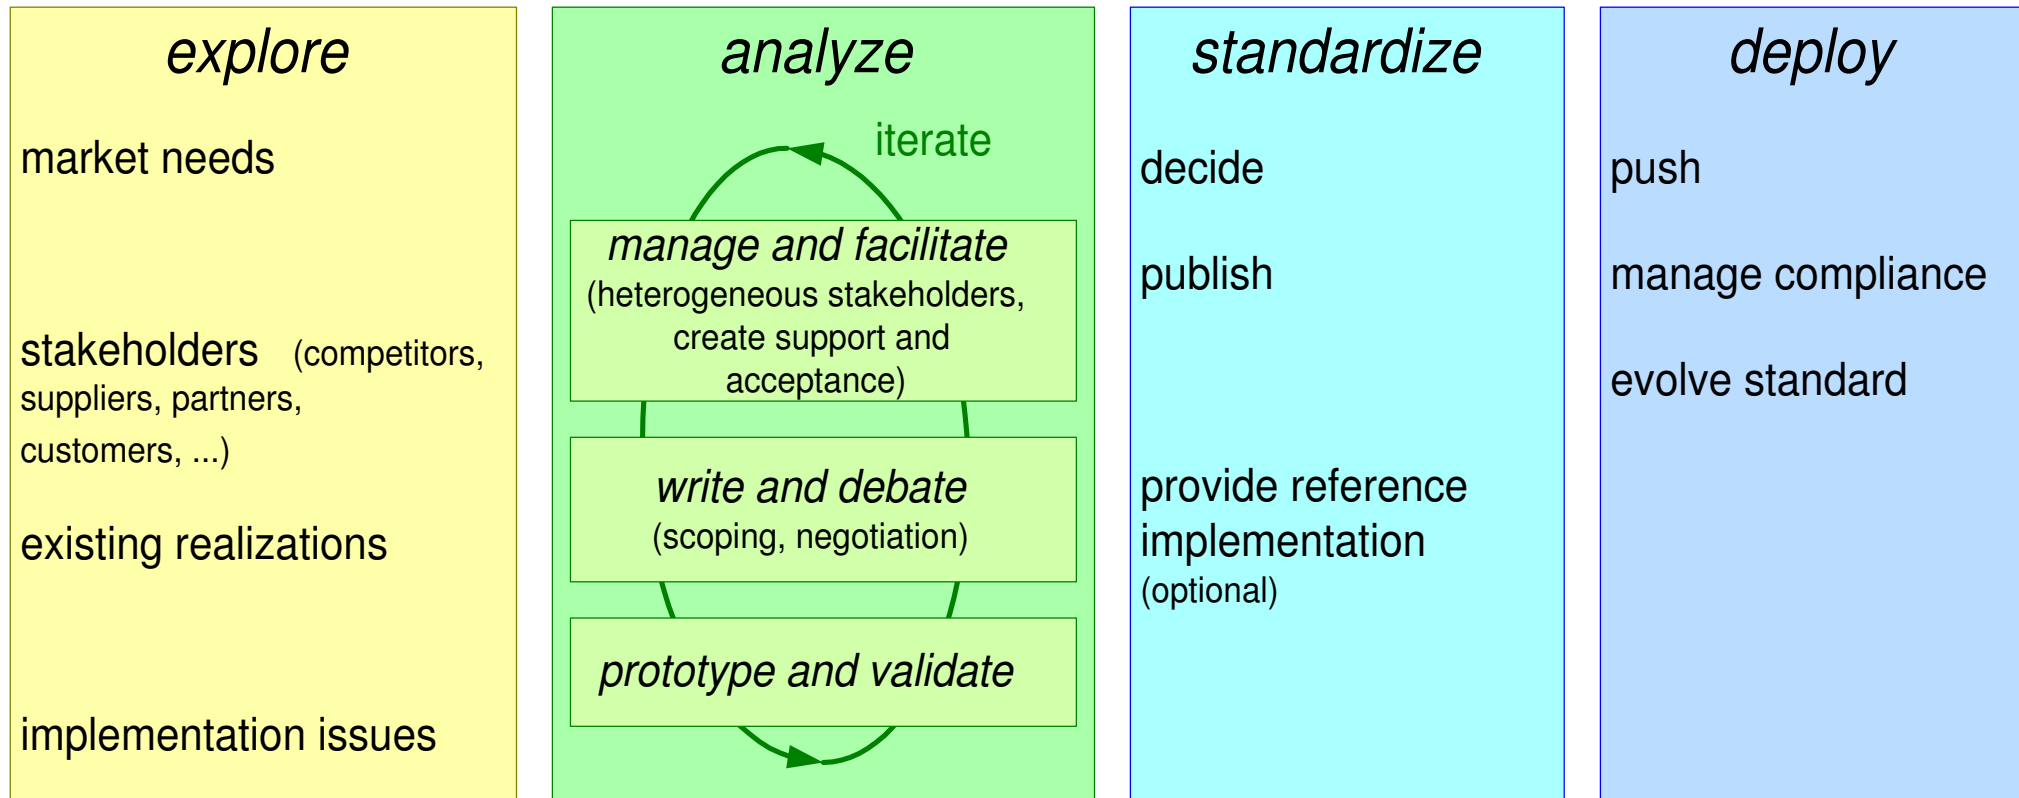 explore
market needs
stakeholders (competitors,
suppliers, partners,
customers, ...)
existing realizations
implementation issues
analyze
iterate
manage and facilitate
(heterogeneous stakeholders,
create support and
acceptance)
write and debate
(scoping, negotiation)
prototype and validate
standardize
decide
publish
provide reference
implementation
(optional)
deploy
push
manage compliance
evolve standard